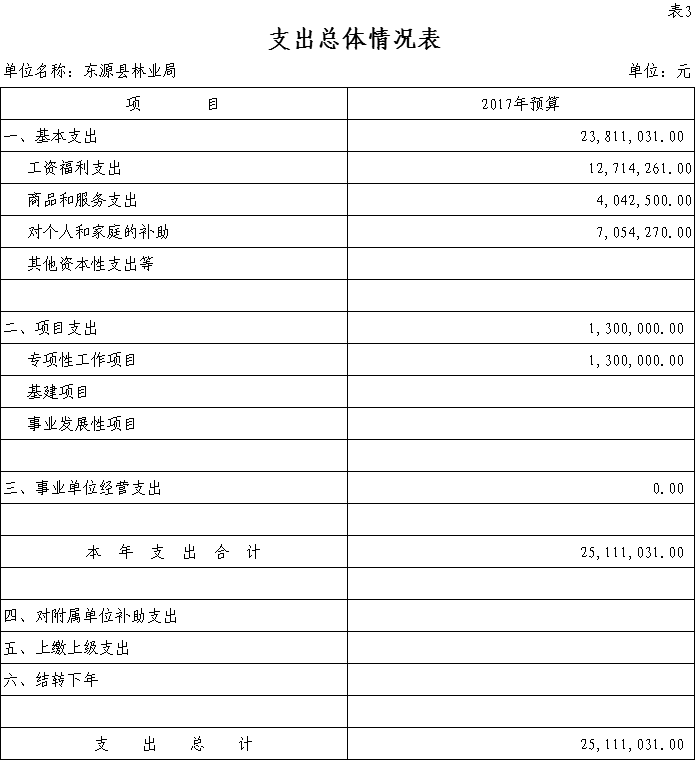 表3
支出总体情况表
单位名称：东源县林业局 单位：元
项 目 2017年预算
一、基本支出 23,811,031.00
工资福利支出 12,714,261.00
商品和服务支出 4,042,500.00
对个人和家庭的补助 7,054,270.00
其他资本性支出等
二、项目支出 1,300,000.00
专项性工作项目 1,300,000.00
基建项目
事业发展性项目
三、事业单位经营支出 0.00
本 年 支 出 合 计 25,111,031.00
四、对附属单位补助支出
五、上缴上级支出
六、结转下年
支 出 总 计 25,111,031.00